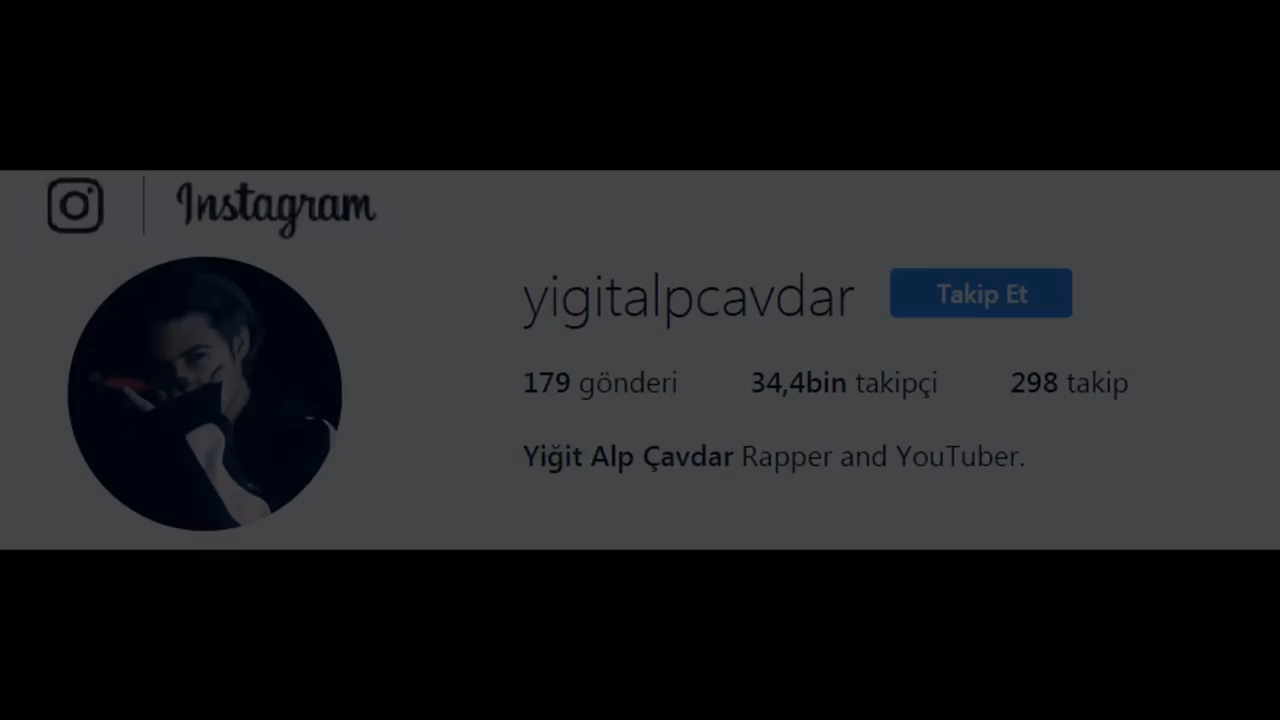 Instagram
yigitalpcavdar Takip Et
179 gönderi 34,4bin takipçi 298 takip
Yiğit Alp Çavdar Rapper and YouTuber.